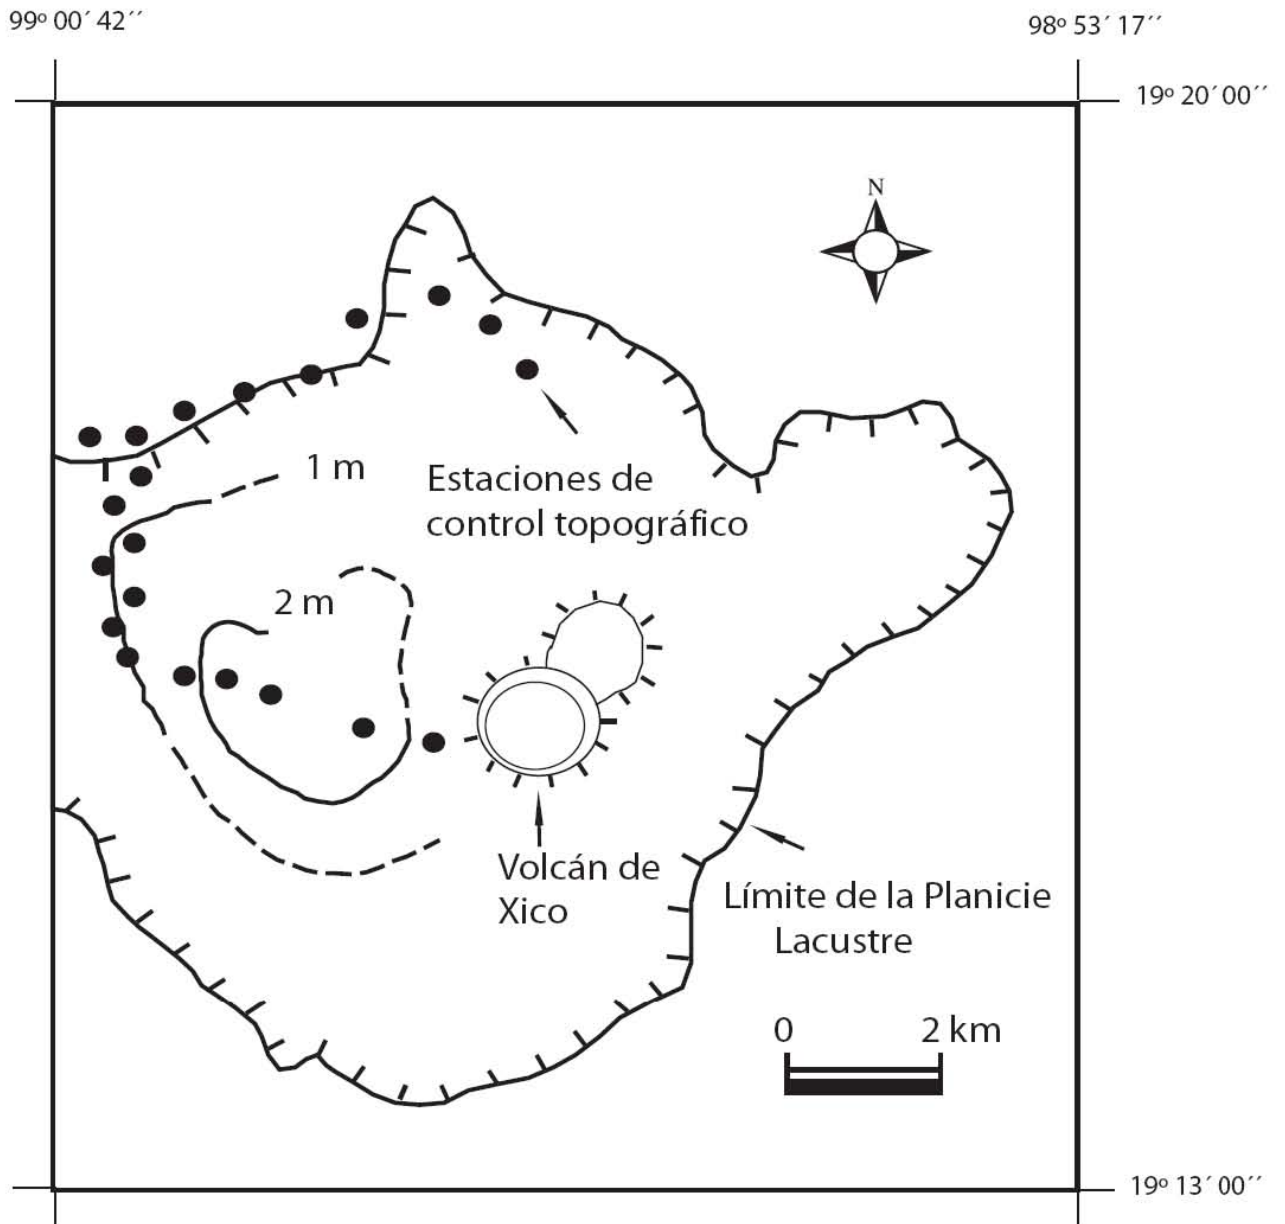 99º 00´ 42´´
98º 53´ 17´´
19º 20´ 00´´
N
1 m
Estaciones de
control topográfico
2 m
Volcán de
Xico
Límite de la Planicie
Lacustre
0 2 km
19º 13´ 00´´